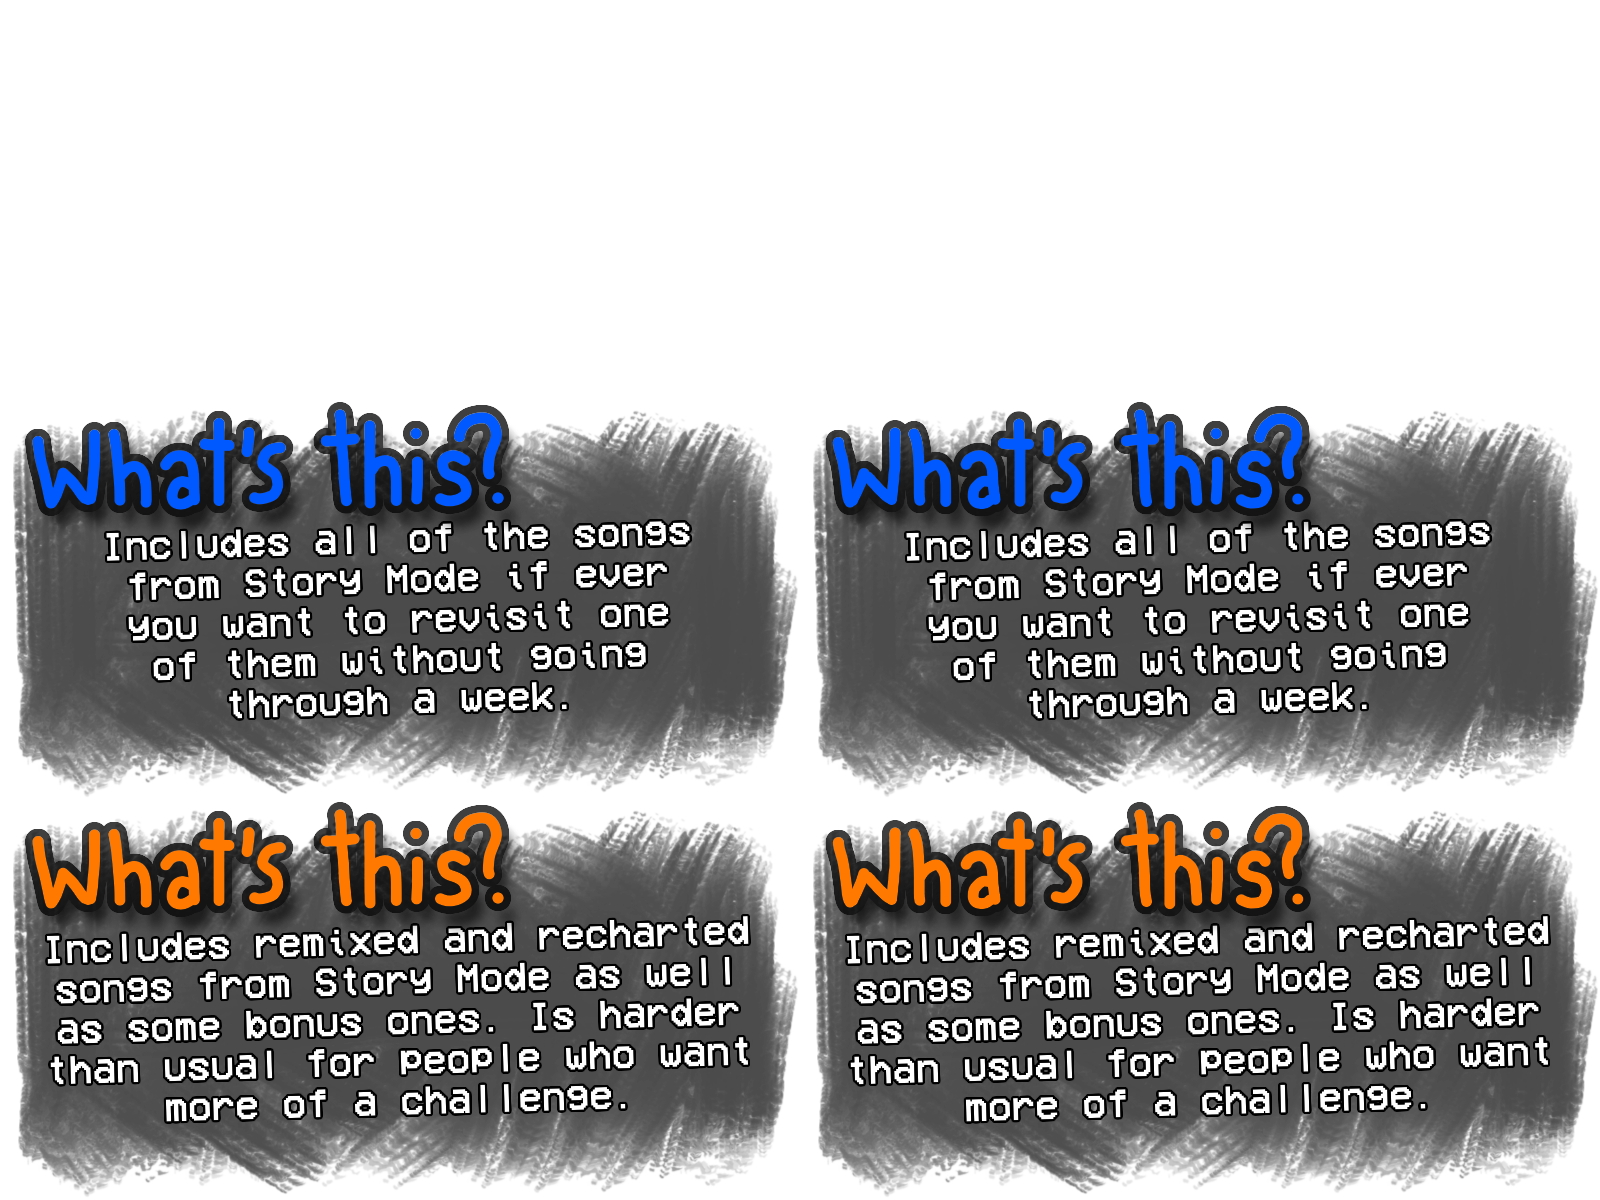 What's this?
Includes all of the songs
from Story Mode if ever
you want to revisit one
of them without going
through a week.
What's this?
Includes all of the songs
from Story Mode if ever
you want to revisit one
of them without going
through a week.
What's this?
Includes remixed and recharted
songs from Story Mode as well
as some bonus ones. Is harder
than usual for people who want
more of a challenge.
What's this?
Includes remixed and recharted
songs from Story Mode as well
as some bonus ones. Is harder
than usual for people who want
more of a challenge.